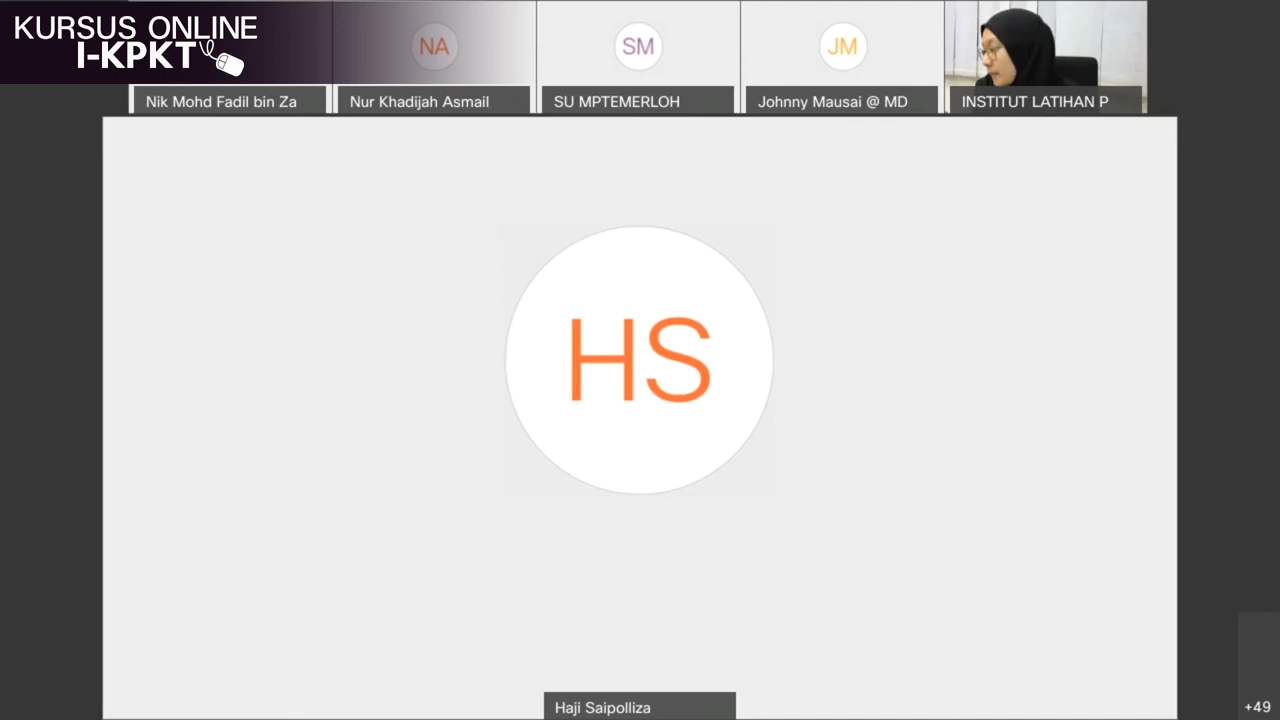 KURSUS ONLINE
I-KPKT
NA
SM
JM
Nik Mohd Fadil bin Za
Nur Khadijah Asmail
SU MPTEMERLOH
Johnny Mausai @ MD
INSTITUT LATIHAN P
HS
Haji Saipolliza
+49